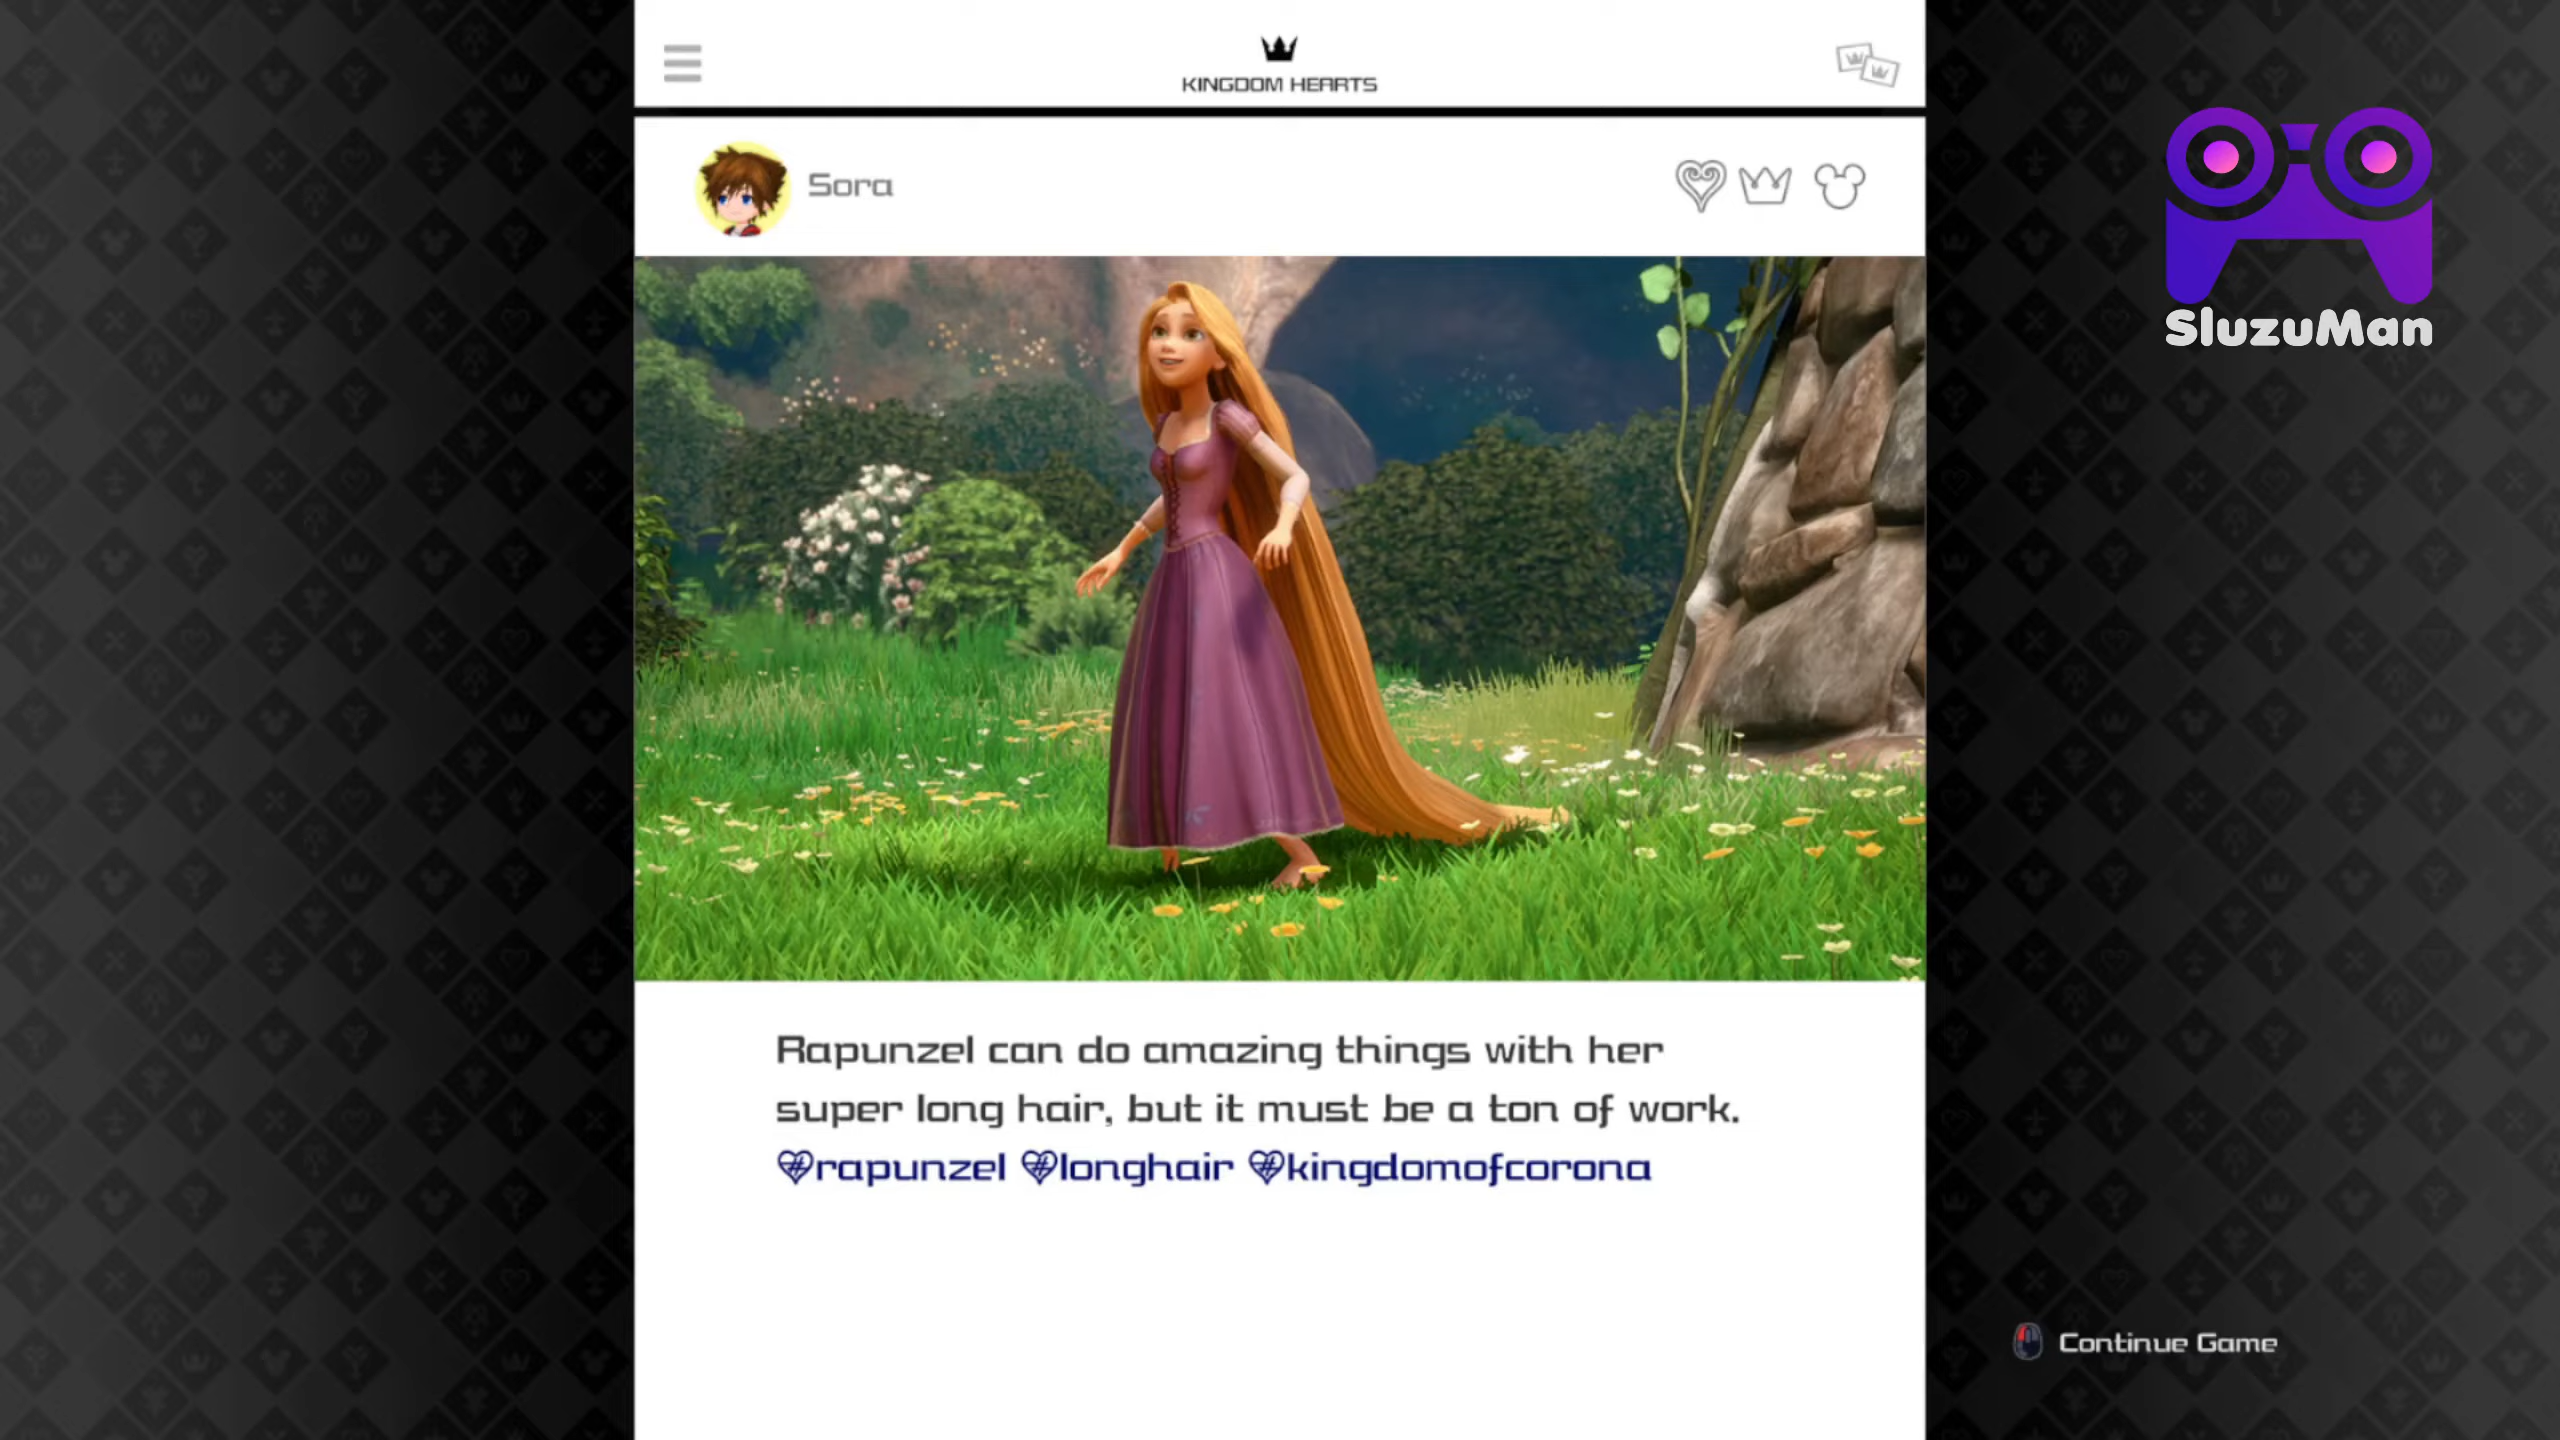 KINGDOM HEARTS
Sora
SluzuMan
Rapunzel can do amazing things with her
super long hair, but it must be a ton of work.
#rapunzel #longhair #kingdomofcorona
Continue Game